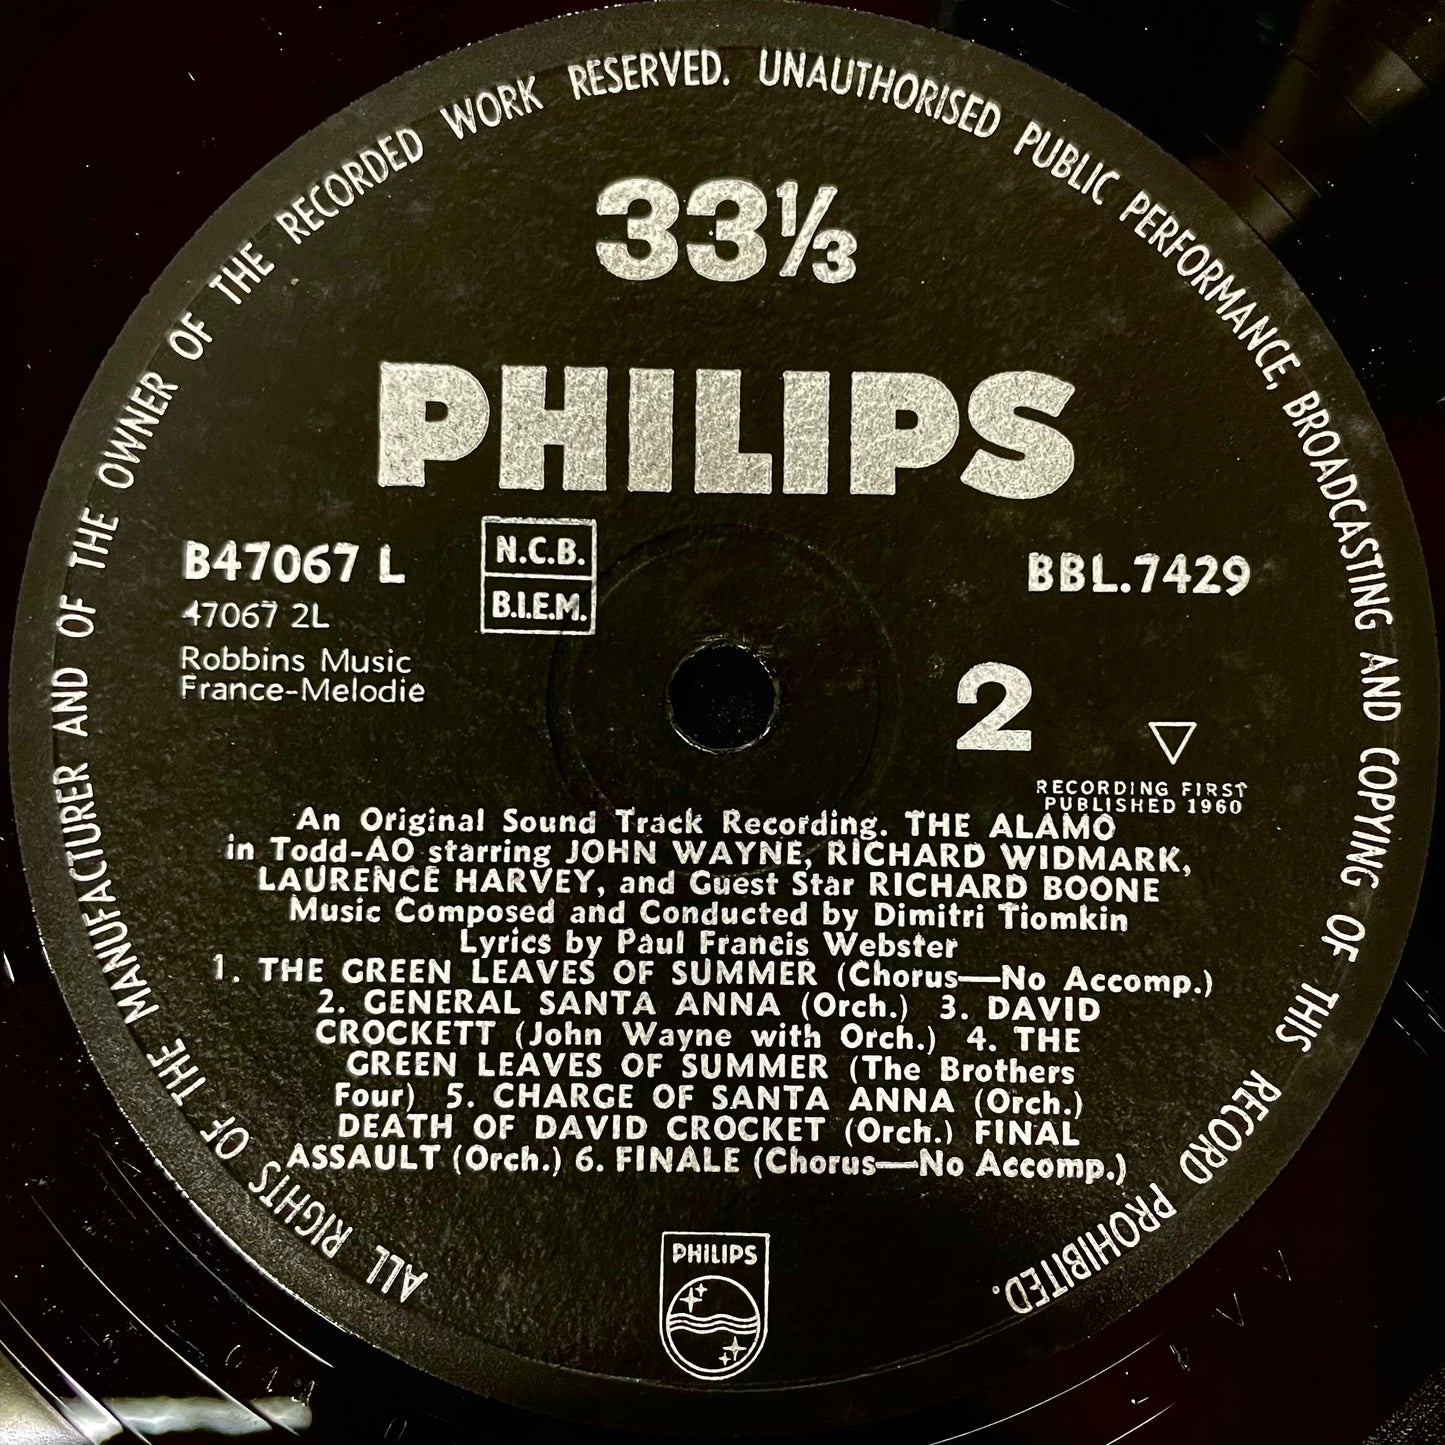 ALL RIGHTS OF THE MANUFACTURER AND OF THE OWNER OF THE RECORDED WORK RESERVED. UNAUTHORISED PUBLIC PERFORMANCE, BROADCASTING AND COPYING OF THIS RECORD PROHIBITED.
33⅓
PHILIPS
B47067 L
47067 2L
Robbins Music
France-Melodie
N.C.B.
B.I.E.M.
BBL.7429
2
RECORDING FIRST
PUBLISHED 1960
An Original Sound Track Recording. THE ALAMO
in Todd-AO starring JOHN WAYNE, RICHARD WIDMARK,
LAURENCE HARVEY, and Guest Star RICHARD BOONE
Music Composed and Conducted by Dimitri Tiomkin
Lyrics by Paul Francis Webster
1. THE GREEN LEAVES OF SUMMER (Chorus—No Accomp.)
2. GENERAL SANTA ANNA (Orch.) 3. DAVID
CROCKETT (John Wayne with Orch.) 4. THE
GREEN LEAVES OF SUMMER (The Brothers
Four) 5. CHARGE OF SANTA ANNA (Orch.)
DEATH OF DAVID CROCKET (Orch.) FINAL
ASSAULT (Orch.) 6. FINALE (Chorus—No Accomp.)
PHILIPS